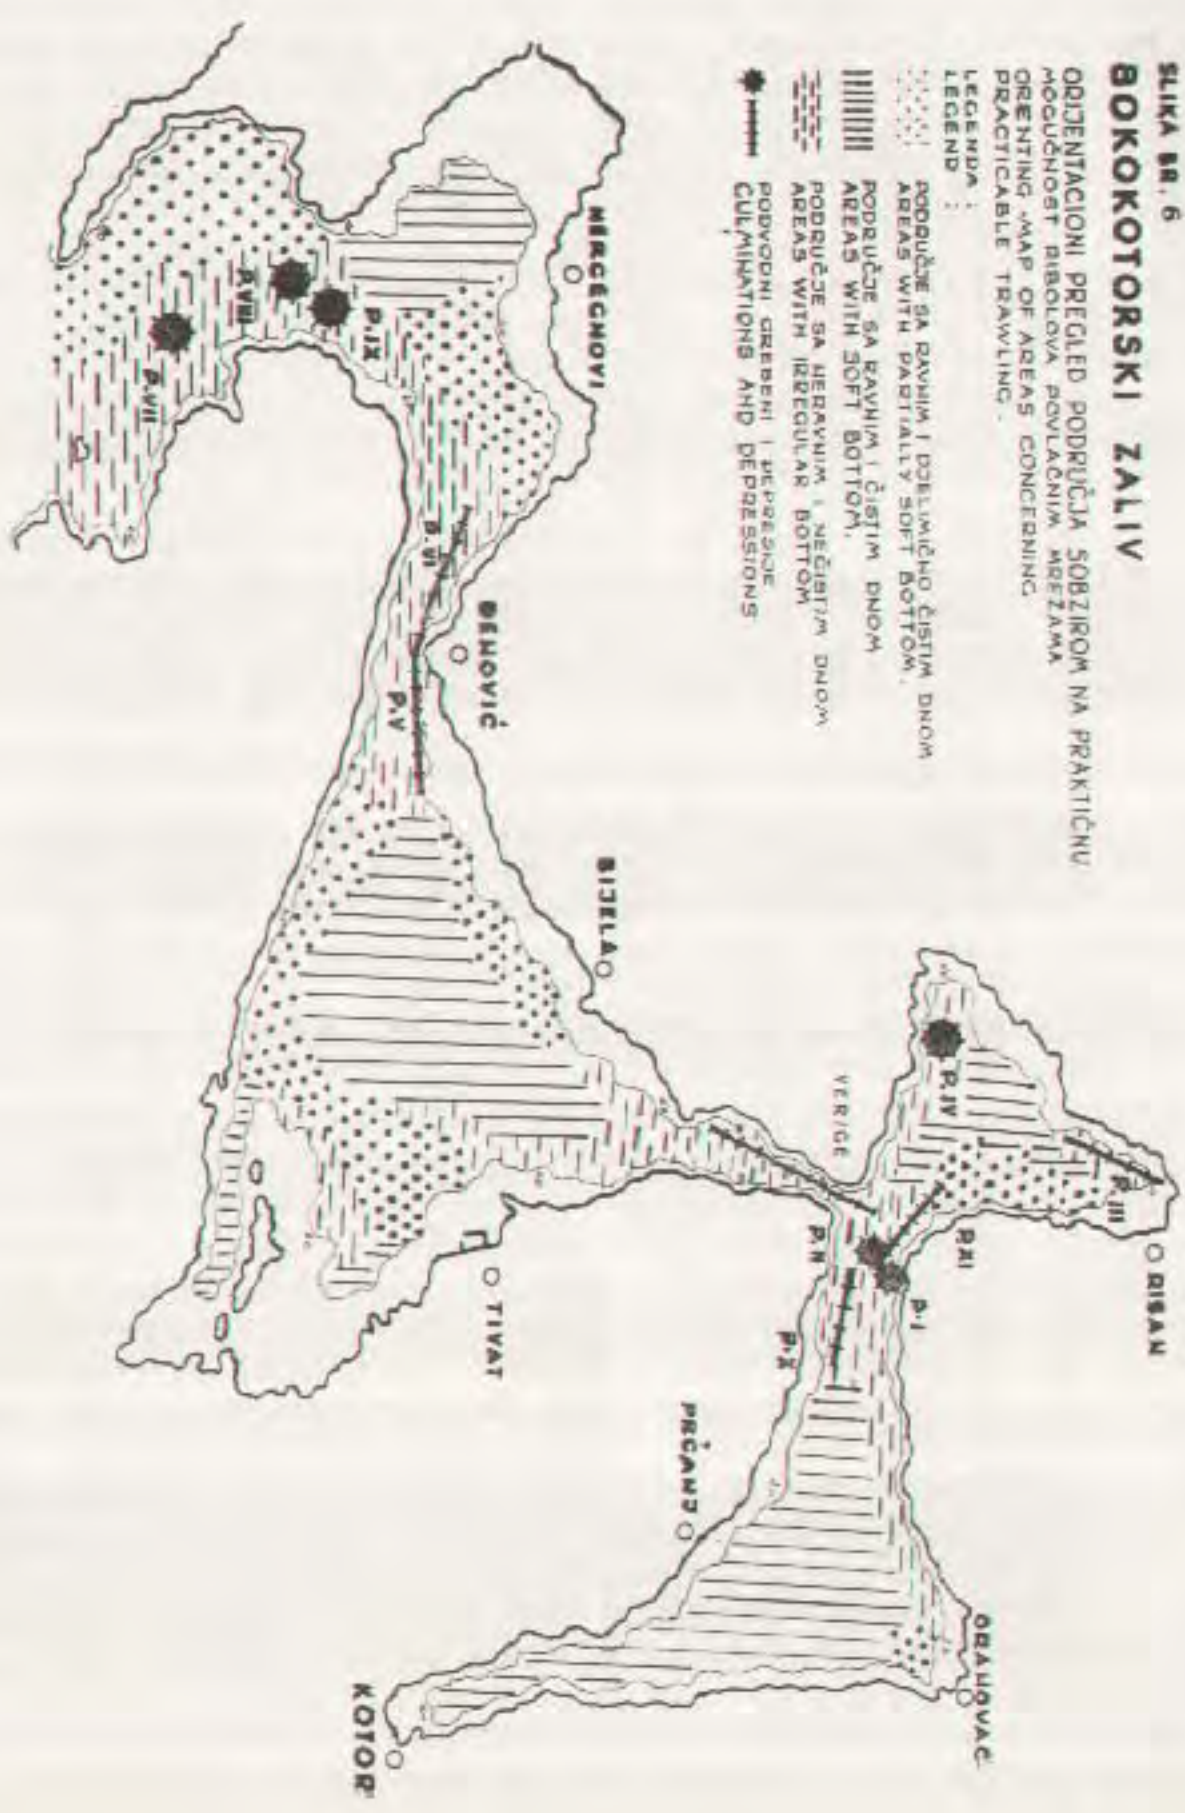 SLIKA BR. 6
BOKOKOTORSKI ZALIV
ORIJENTACIONI PREGLED PODRUČJA SOBZIROM NA PRAKTIČNU
MOGUĆNOST RIBOLOVA POVLAČNIM MREŽAMA
ORENTING MAP OF AREAS CONCERNING
PRACTICABLE TRAWLING.
LEGENDA :
LEGEND :
PODRUČJE SA RAVNIM I DJELIMIČNO ČISTIM DNOM
AREAS WITH PARTIALLY SOFT BOTTOM.
PODRUČJE SA RAVNIM I ČISTIM DNOM
AREAS WITH SOFT BOTTOM.
PODRUČJE SA NERAVNIM I NEČISTIM DNOM
AREAS WITH IRREGULAR BOTTOM
PODVODNI GREBENI I DEPRESIJE
CULMINATIONS AND DEPRESSIONS
HERCEGNOVI
ĐENOVIĆ
BIJELA
VERIGE
RISAN
ORAHOVAC
TIVAT
PRČANJ
KOTOR
P.VIII
P.IX
P.VII
P.VI
P.V
P.IV
P.III
P.XI
P.I
P.II
P.X